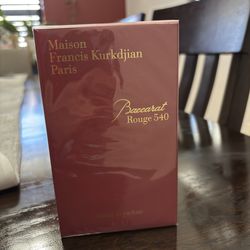 Maison
Francis Kurkdjian
Paris
Baccarat
Rouge 540